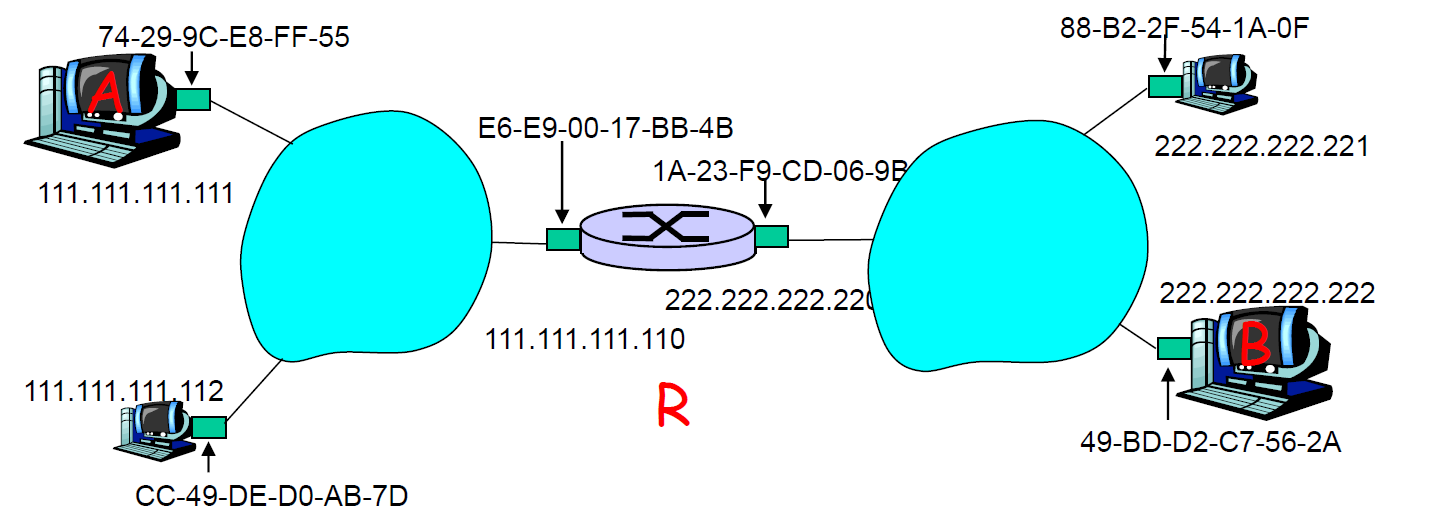 74-29-9C-E8-FF-55
88-B2-2F-54-1A-0F
A
E6-E9-00-17-BB-4B
222.222.222.221
1A-23-F9-CD-06-9B
111.111.111.111
222.222.222.222
222.222.222.220
111.111.111.110
B
111.111.111.112
R
49-BD-D2-C7-56-2A
CC-49-DE-D0-AB-7D